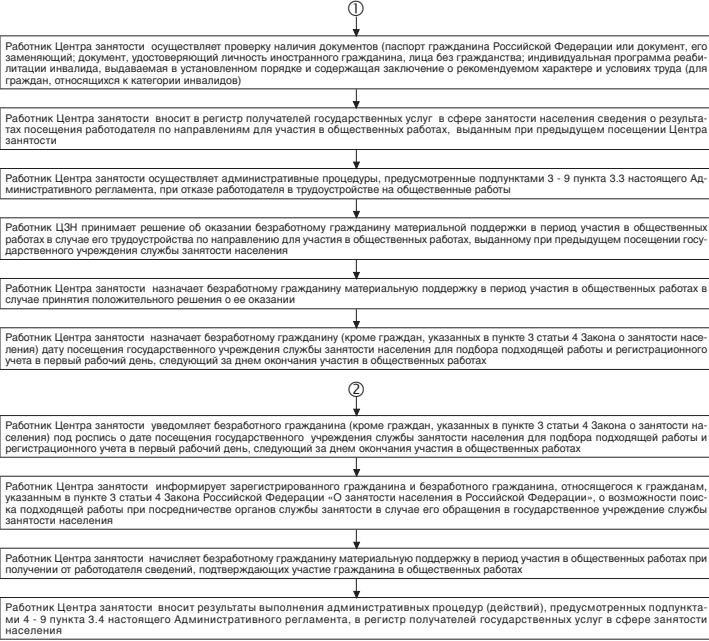 ①
Работник Центра занятости осуществляет проверку наличия документов (паспорт гражданина Российской Федерации или документ, его
заменяющий; документ, удостоверяющий личность иностранного гражданина, лица без гражданства; индивидуальная программа реаби-
литации инвалида, выдаваемая в установленном порядке и содержащая заключение о рекомендуемом характере и условиях труда (для
граждан, относящихся к категории инвалидов)
Работник Центра занятости вносит в регистр получателей государственных услуг в сфере занятости населения сведения о результа-
тах посещения работодателя по направлениям для участия в общественных работах, выданным при предыдущем посещении Центра
занятости
Работник Центра занятости осуществляет административные процедуры, предусмотренные подпунктами 3 - 9 пункта 3.3 настоящего Ад-
министративного регламента, при отказе работодателя в трудоустройстве на общественные работы
Работник ЦЗН принимает решение об оказании безработному гражданину материальной поддержки в период участия в общественных
работах в случае его трудоустройства по направлению для участия в общественных работах, выданному при предыдущем посещении госу-
дарственного учреждения службы занятости населения
Работник Центра занятости назначает безработному гражданину материальную поддержку в период участия в общественных работах в
случае принятия положительного решения о ее оказании
Работник Центра занятости назначает безработному гражданину (кроме граждан, указанных в пункте 3 статьи 4 Закона о занятости насе-
ления) дату посещения государственного учреждения службы занятости населения для подбора подходящей работы и регистрационного
учета в первый рабочий день, следующий за днем окончания участия в общественных работах
②
Работник Центра занятости уведомляет безработного гражданина (кроме граждан, указанных в пункте 3 статьи 4 Закона о занятости на-
селения) под роспись о дате посещения государственного учреждения службы занятости населения для подбора подходящей работы и
регистрационного учета в первый рабочий день, следующий за днем окончания участия в общественных работах
Работник Центра занятости информирует зарегистрированного гражданина и безработного гражданина, относящегося к гражданам,
указанным в пункте 3 статьи 4 Закона Российской Федерации «О занятости населения в Российской Федерации», о возможности поис-
ка подходящей работы при посредничестве органов службы занятости в случае его обращения в государственное учреждение службы
занятости населения
Работник Центра занятости начисляет безработному гражданину материальную поддержку в период участия в общественных работах при
получении от работодателя сведений, подтверждающих участие гражданина в общественных работах
Работник Центра занятости вносит результаты выполнения административных процедур (действий), предусмотренных подпункта-
ми 4 - 9 пункта 3.4 настоящего Административного регламента, в регистр получателей государственных услуг в сфере занятости
населения